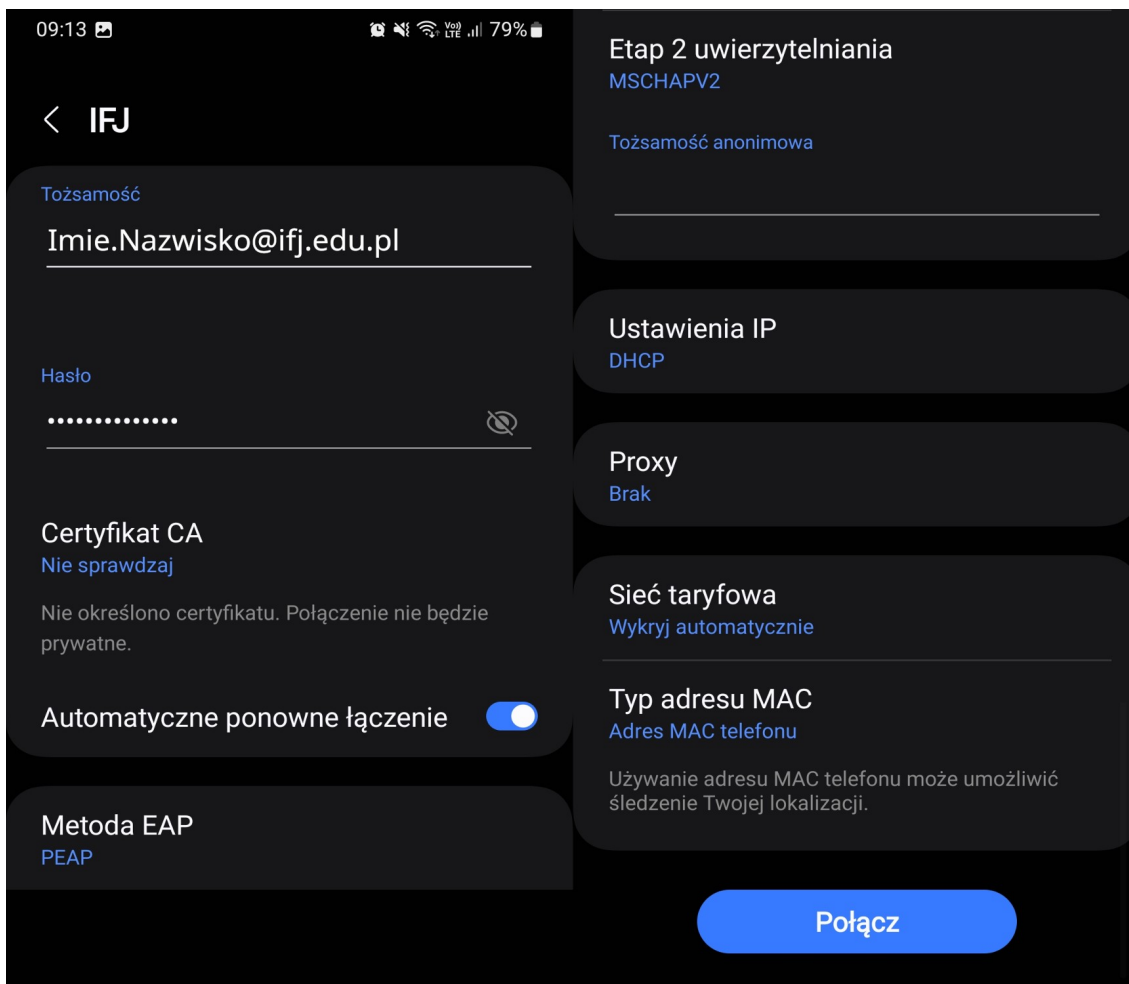 09:13
Vo))
LTE
79%
IFJ
Tożsamość
Imie.Nazwisko@ifj.edu.pl
Hasło
••••••••••••••
Certyfikat CA
Nie sprawdzaj
Nie określono certyfikatu. Połączenie nie będzie
prywatne.
Automatyczne ponowne łączenie
Metoda EAP
PEAP
Etap 2 uwierzytelniania
MSCHAPV2
Tożsamość anonimowa
Ustawienia IP
DHCP
Proxy
Brak
Sieć taryfowa
Wykryj automatycznie
Typ adresu MAC
Adres MAC telefonu
Używanie adresu MAC telefonu może umożliwić
śledzenie Twojej lokalizacji.
Połącz